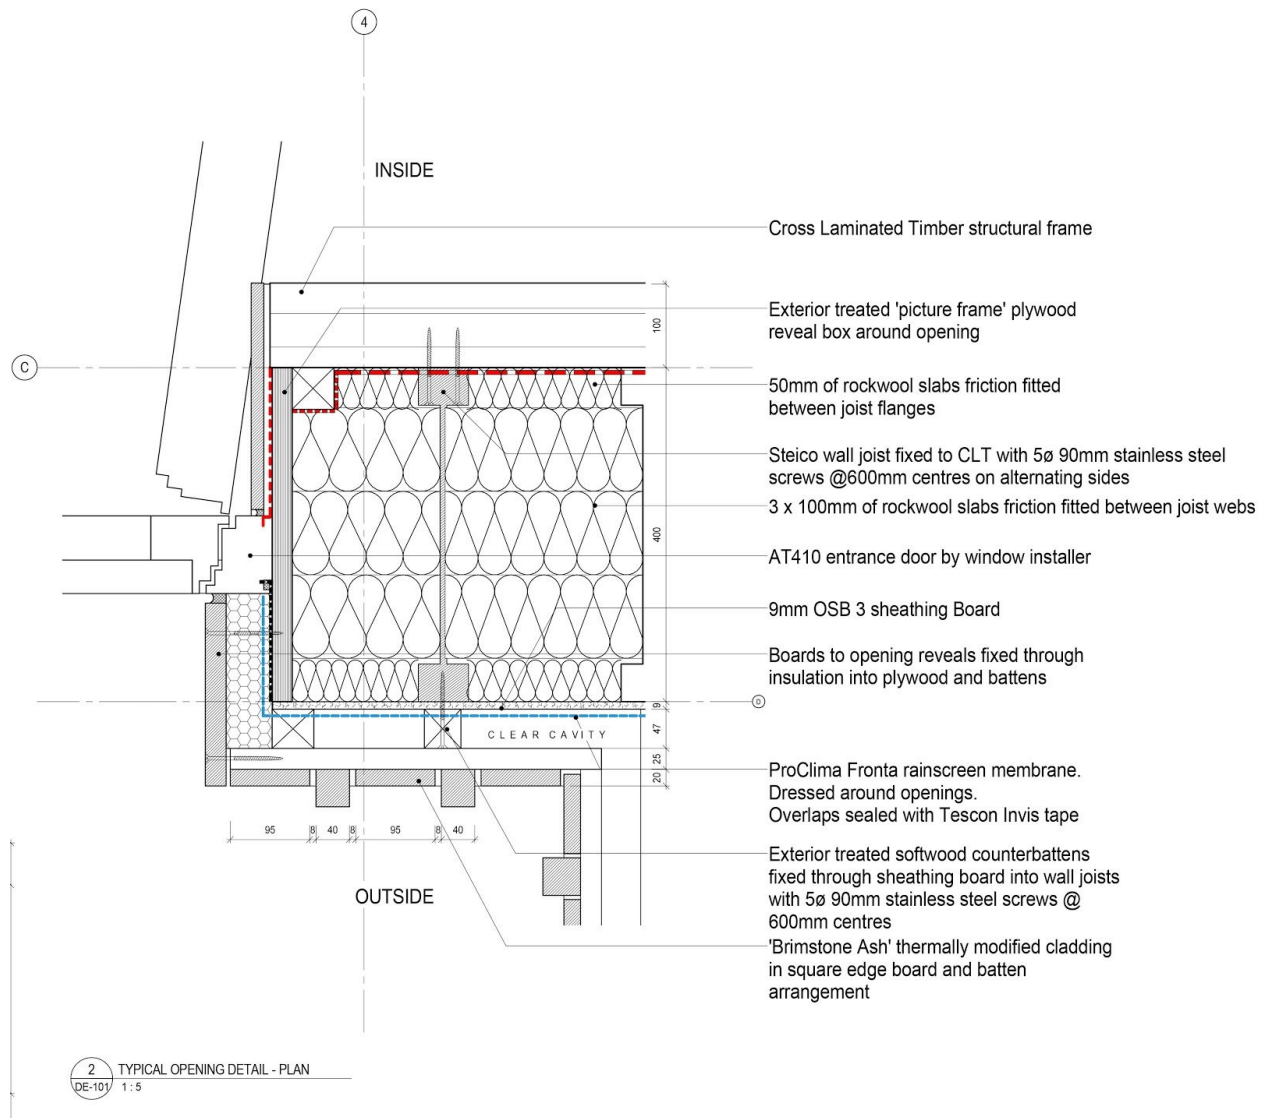 4
INSIDE
Cross Laminated Timber structural frame
Exterior treated 'picture frame' plywood
reveal box around opening
100
C
50mm of rockwool slabs friction fitted
between joist flanges
Steico wall joist fixed to CLT with 5ø 90mm stainless steel
screws @600mm centres on alternating sides
3 x 100mm of rockwool slabs friction fitted between joist webs
400
AT410 entrance door by window installer
9mm OSB 3 sheathing Board
Boards to opening reveals fixed through
insulation into plywood and battens
9
47
CLEAR CAVITY
25
20
ProClima Fronta rainscreen membrane.
Dressed around openings.
Overlaps sealed with Tescon Invis tape
95 8 40 8 95 8 40
Exterior treated softwood counterbattens
fixed through sheathing board into wall joists
with 5ø 90mm stainless steel screws @
600mm centres
OUTSIDE
'Brimstone Ash' thermally modified cladding
in square edge board and batten
arrangement
2 TYPICAL OPENING DETAIL - PLAN
DE-101 1 : 5